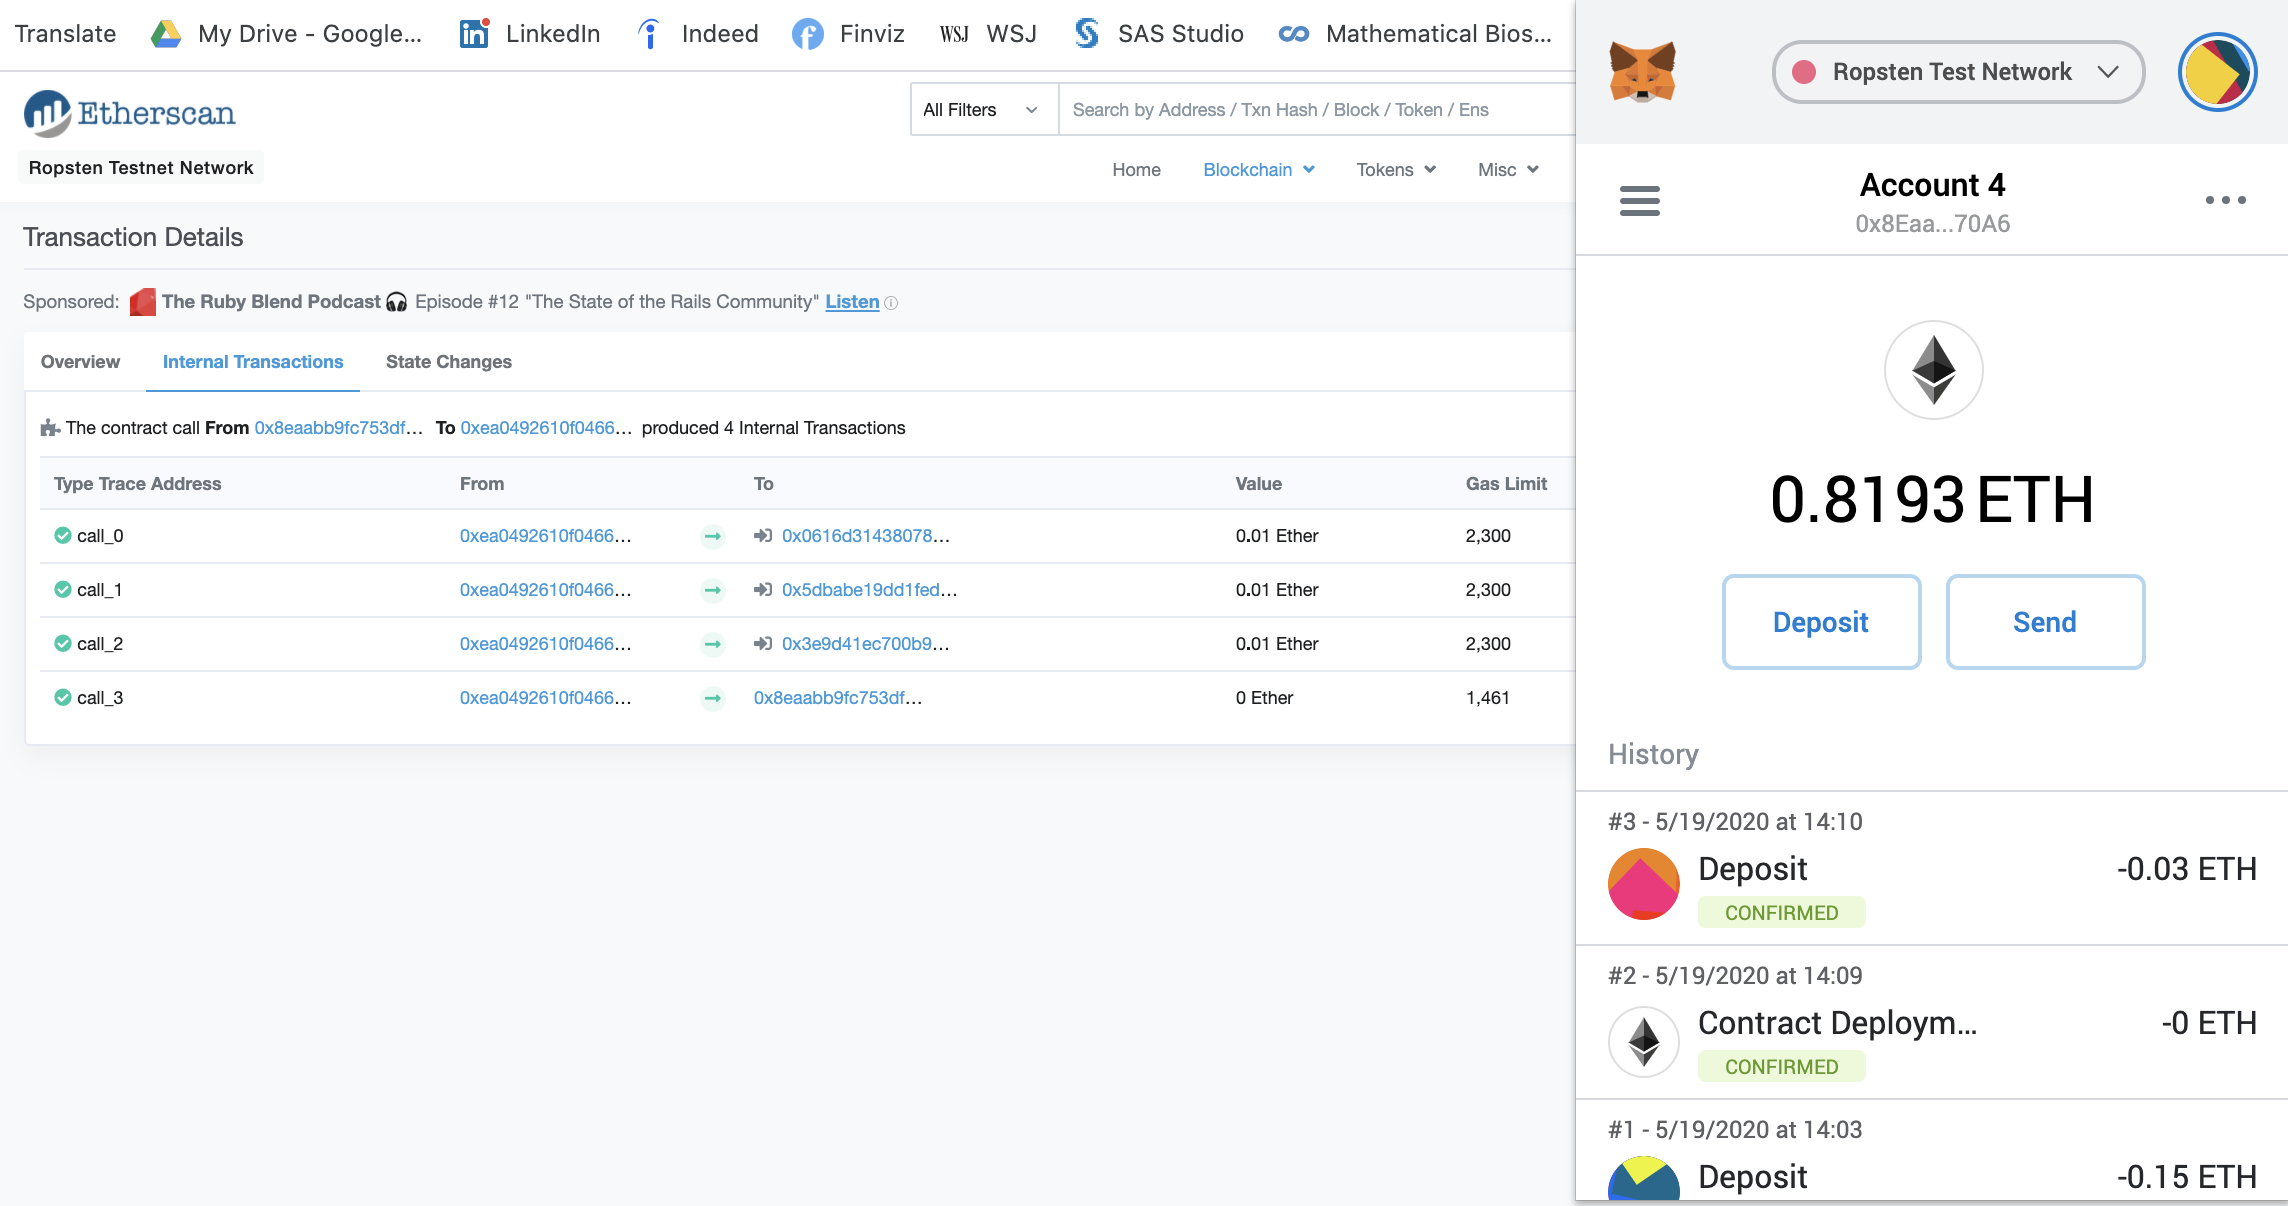 Translate My Drive - Google... LinkedIn Indeed Finviz WSJ WSJ SAS Studio Mathematical Bios...
Etherscan
All Filters Search by Address / Txn Hash / Block / Token / Ens
Ropsten Testnet Network
Home Blockchain Tokens Misc
Transaction Details
Sponsored: The Ruby Blend Podcast Episode #12 "The State of the Rails Community" Listen
Overview Internal Transactions State Changes
The contract call From 0x8eaabb9fc753df... To 0xea0492610f0466... produced 4 Internal Transactions
Type Trace Address From To Value Gas Limit
call_0 0xea0492610f0466... 0x0616d31438078... 0.01 Ether 2,300
call_1 0xea0492610f0466... 0x5dbabe19dd1fed... 0.01 Ether 2,300
call_2 0xea0492610f0466... 0x3e9d41ec700b9... 0.01 Ether 2,300
call_3 0xea0492610f0466... 0x8eaabb9fc753df... 0 Ether 1,461
Ropsten Test Network
Account 4
0x8Eaa...70A6
0.8193 ETH
Deposit Send
History
#3 - 5/19/2020 at 14:10
Deposit -0.03 ETH
CONFIRMED
#2 - 5/19/2020 at 14:09
Contract Deploym... -0 ETH
CONFIRMED
#1 - 5/19/2020 at 14:03
Deposit -0.15 ETH